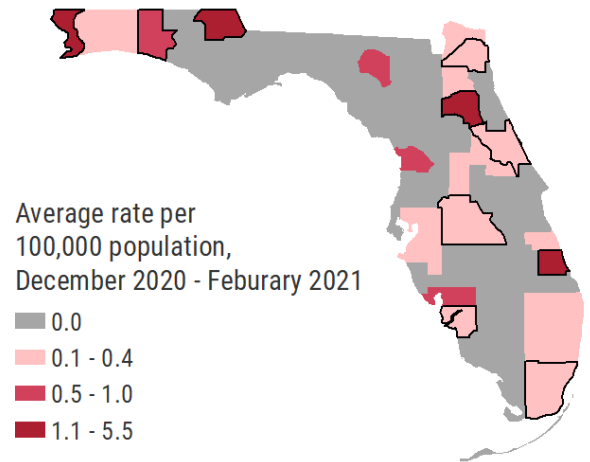 Average rate per
100,000 population,
December 2020 - Feburary 2021
0.0
0.1 - 0.4
0.5 - 1.0
1.1 - 5.5